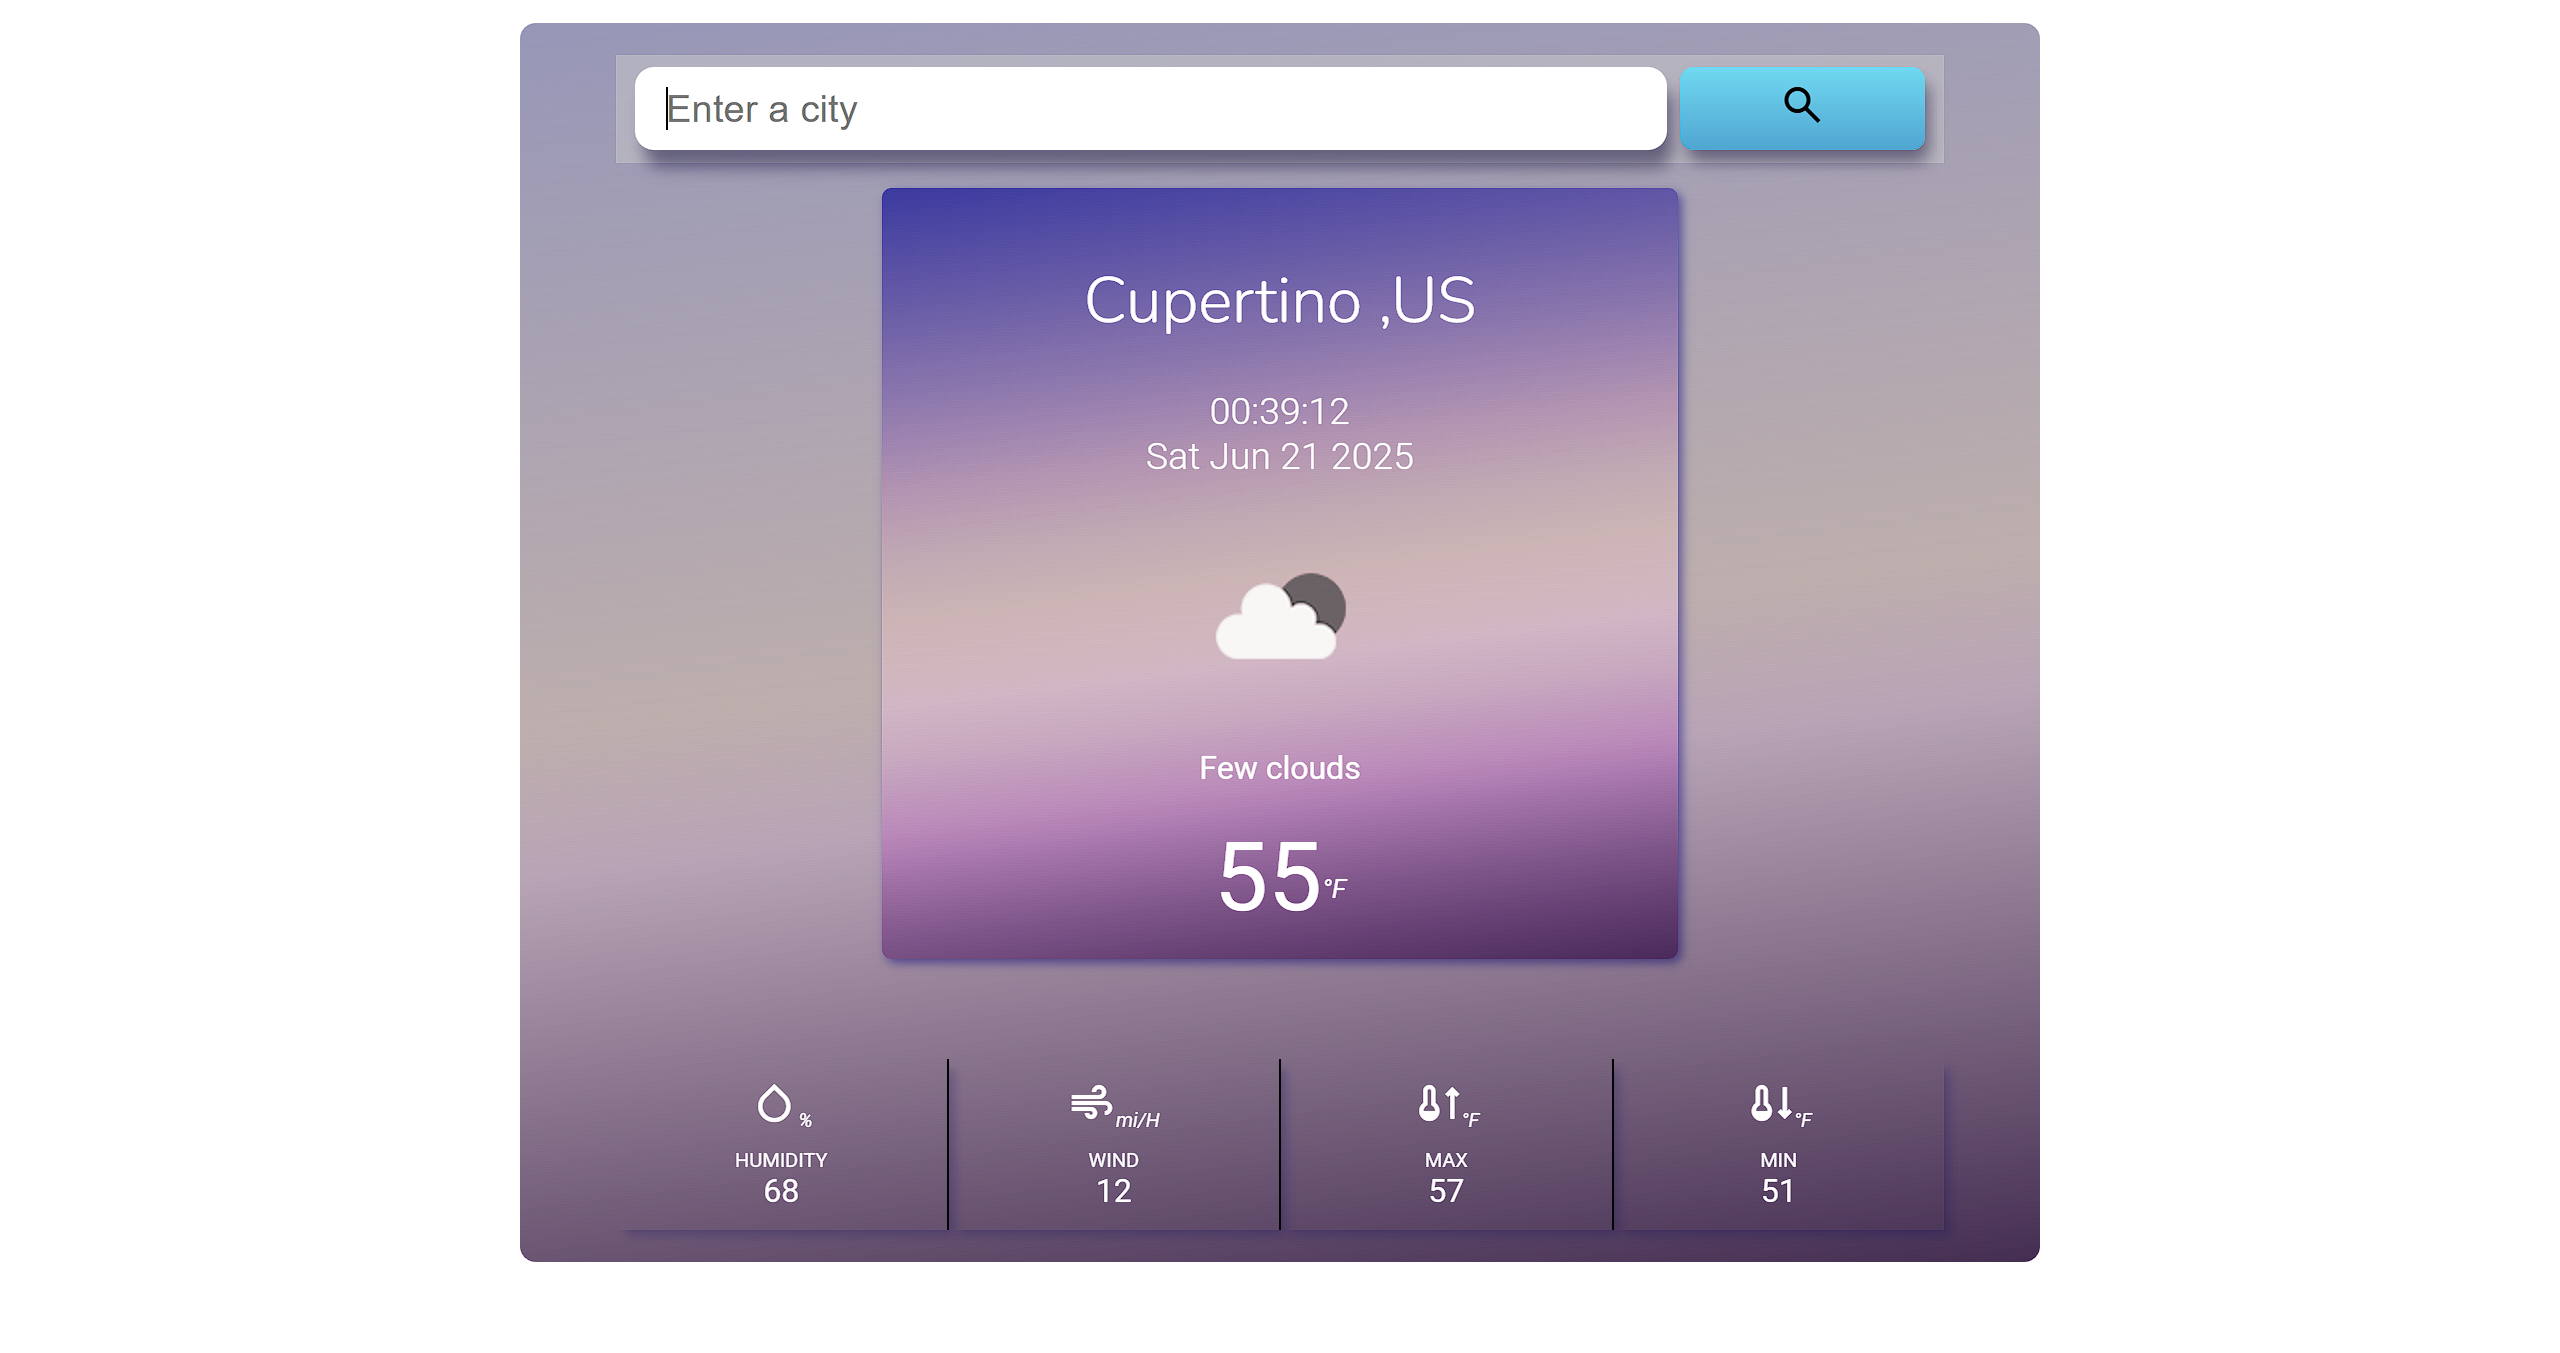 Enter a city
Cupertino ,US
00:39:12
Sat Jun 21 2025
Few clouds
55 °F
% mi/H °F °F
HUMIDITY WIND MAX MIN
68 12 57 51